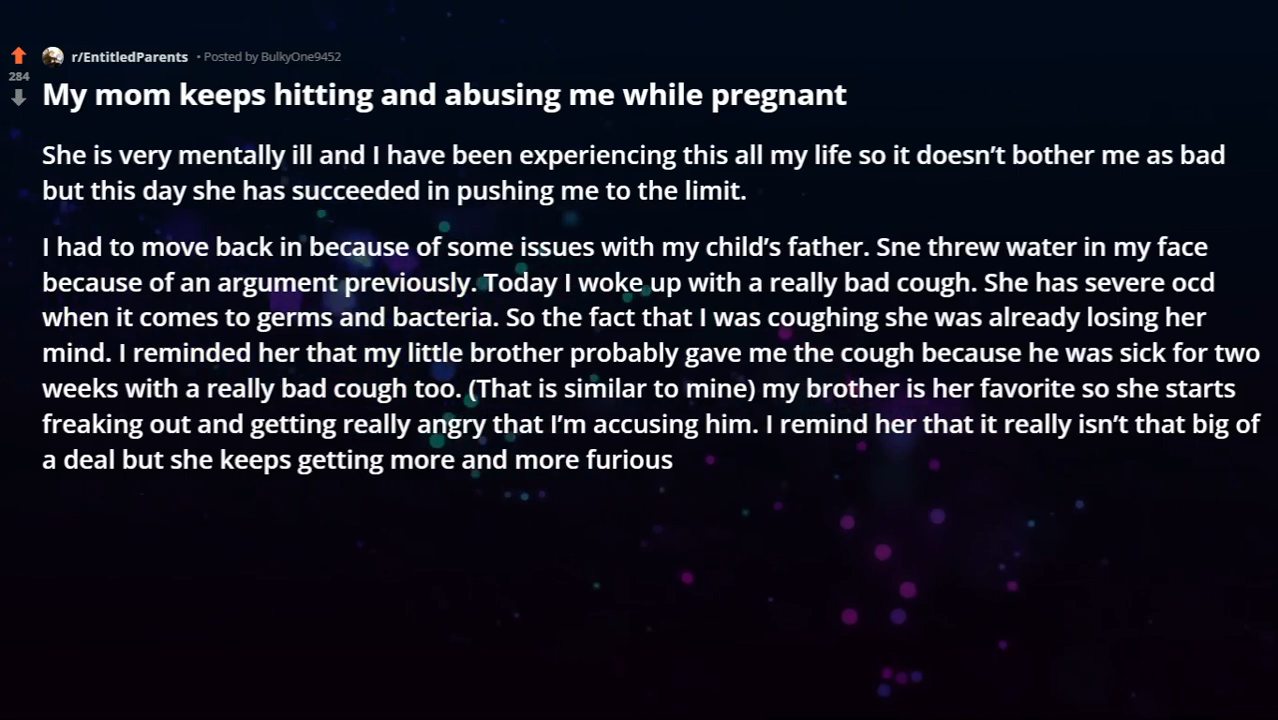 r/EntitledParents • Posted by BulkyOne9452
284
My mom keeps hitting and abusing me while pregnant
She is very mentally ill and I have been experiencing this all my life so it doesn’t bother me as bad
but this day she has succeeded in pushing me to the limit.
I had to move back in because of some issues with my child’s father. Sne threw water in my face
because of an argument previously. Today I woke up with a really bad cough. She has severe ocd
when it comes to germs and bacteria. So the fact that I was coughing she was already losing her
mind. I reminded her that my little brother probably gave me the cough because he was sick for two
weeks with a really bad cough too. (That is similar to mine) my brother is her favorite so she starts
freaking out and getting really angry that I’m accusing him. I remind her that it really isn’t that big of
a deal but she keeps getting more and more furious